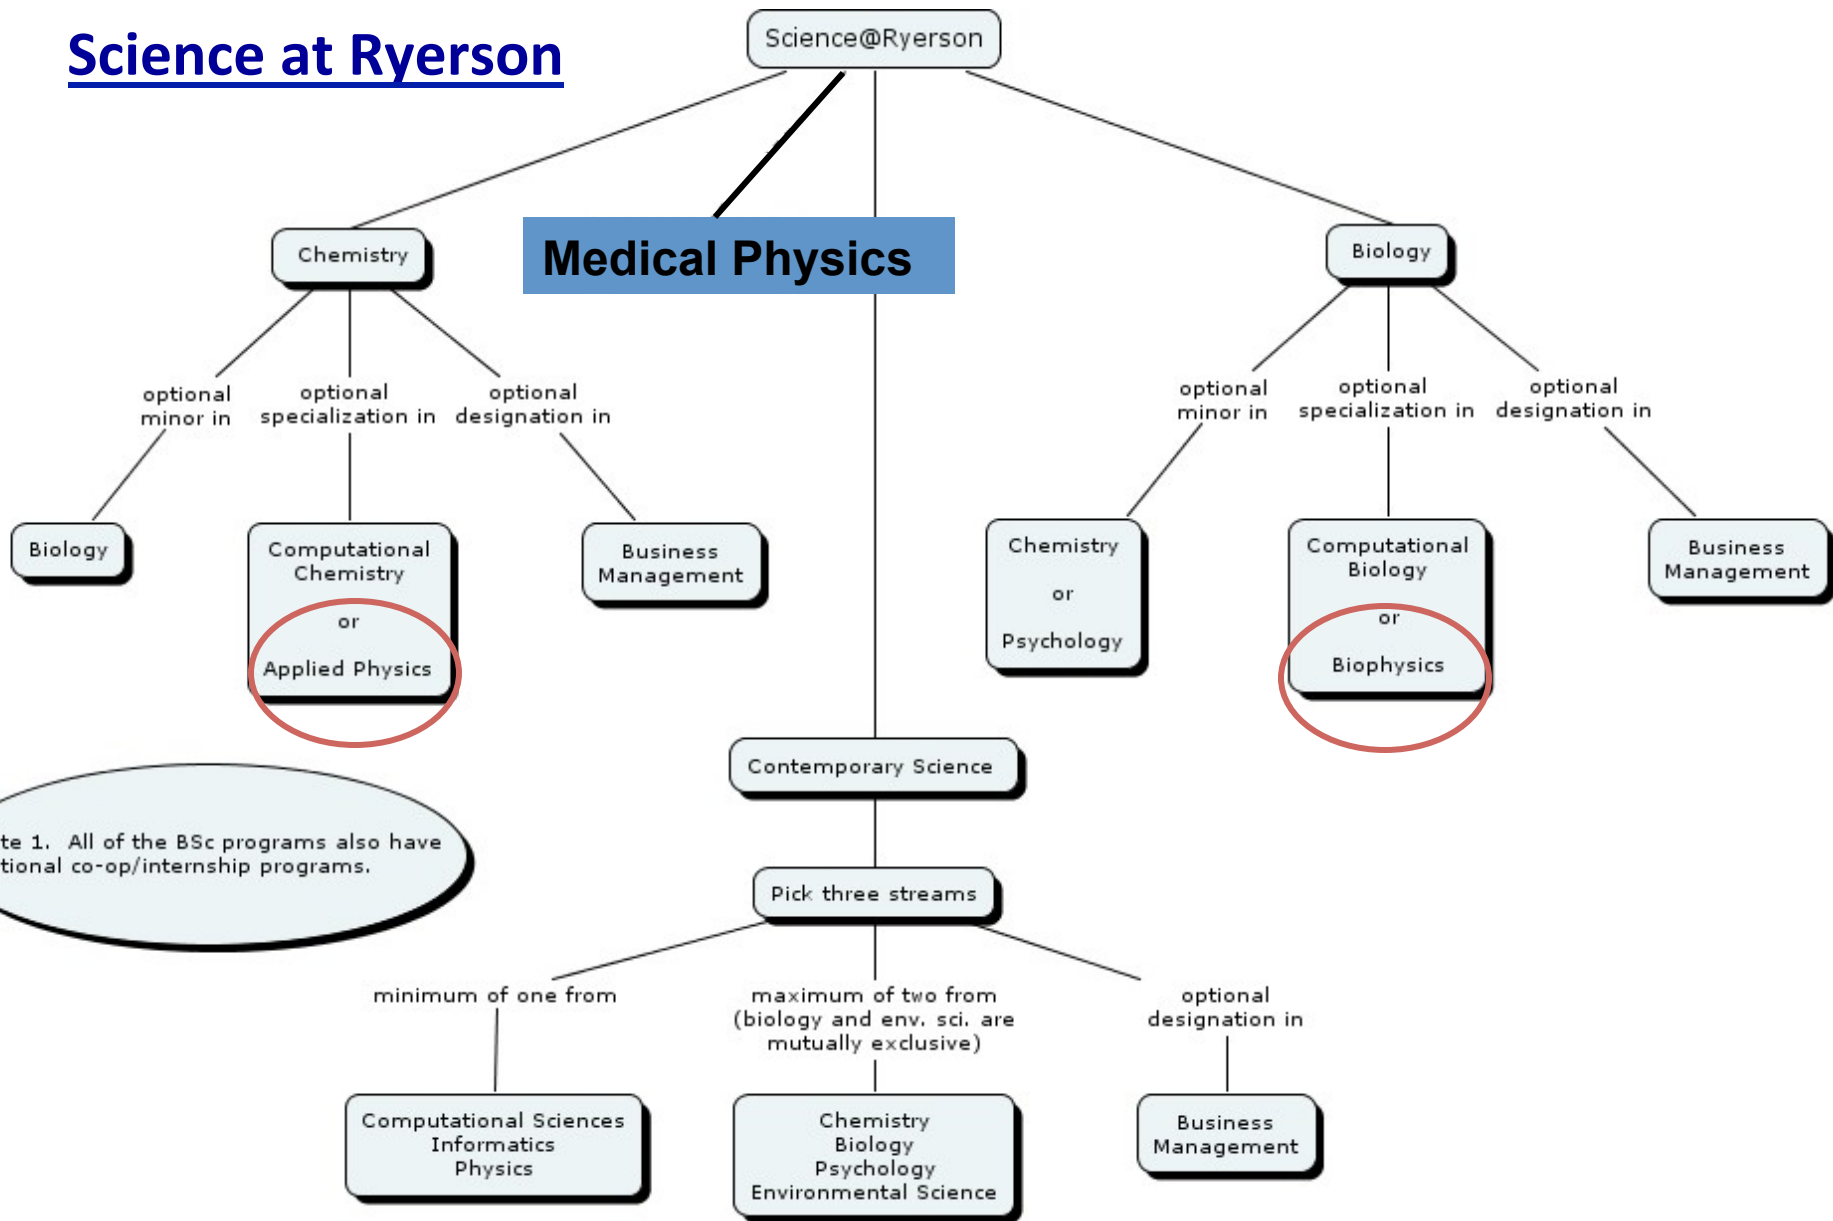 Science at Ryerson
Science@Ryerson
Chemistry
Medical Physics
Biology
optional
minor in
optional
specialization in
optional
designation in
optional
minor in
optional
specialization in
optional
designation in
Biology
Computational
Chemistry
or
Applied Physics
Business
Management
Chemistry
or
Psychology
Computational
Biology
or
Biophysics
Business
Management
Contemporary Science
te 1. All of the BSc programs also have
tional co-op/internship programs.
Pick three streams
minimum of one from
maximum of two from
(biology and env. sci. are
mutually exclusive)
optional
designation in
Computational Sciences
Informatics
Physics
Chemistry
Biology
Psychology
Environmental Science
Business
Management